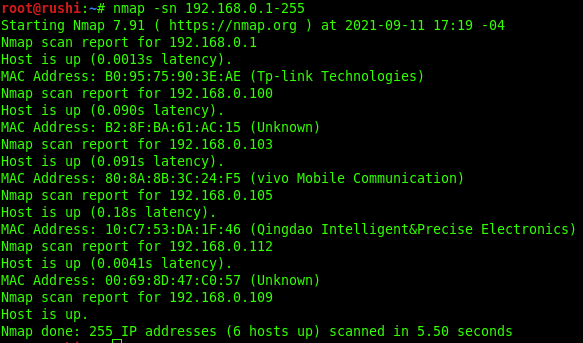 root@rushi:~# nmap -sn 192.168.0.1-255
Starting Nmap 7.91 ( https://nmap.org ) at 2021-09-11 17:19 -04
Nmap scan report for 192.168.0.1
Host is up (0.0013s latency).
MAC Address: B0:95:75:90:3E:AE (Tp-link Technologies)
Nmap scan report for 192.168.0.100
Host is up (0.090s latency).
MAC Address: B2:8F:BA:61:AC:15 (Unknown)
Nmap scan report for 192.168.0.103
Host is up (0.091s latency).
MAC Address: 80:8A:8B:3C:24:F5 (vivo Mobile Communication)
Nmap scan report for 192.168.0.105
Host is up (0.18s latency).
MAC Address: 10:C7:53:DA:1F:46 (Qingdao Intelligent&Precise Electronics)
Nmap scan report for 192.168.0.112
Host is up (0.0041s latency).
MAC Address: 00:69:8D:47:C0:57 (Unknown)
Nmap scan report for 192.168.0.109
Host is up.
Nmap done: 255 IP addresses (6 hosts up) scanned in 5.50 seconds